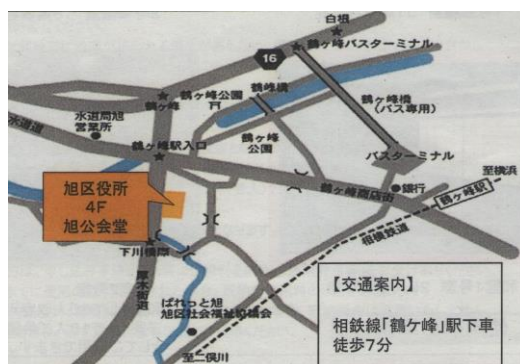 白根
鶴ヶ峰バスターミナル
16
鶴ヶ峰
鶴ヶ峰公園
鶴峰橋
鶴ヶ峰橋
(バス専用)
水道道
水道局旭
営業所
鶴ヶ峰駅入口
鶴ヶ峰
公園
バスターミナル
至横浜
旭区役所
4F
旭公会堂
鶴ヶ峰商店街
銀行
鶴ヶ峰駅
相模鉄道
下川橋際
厚木街道
ぱれっと旭
旭区社会福祉協議会
至二俣川
【交通案内】
相鉄線「鶴ケ峰」駅下車
徒歩7分